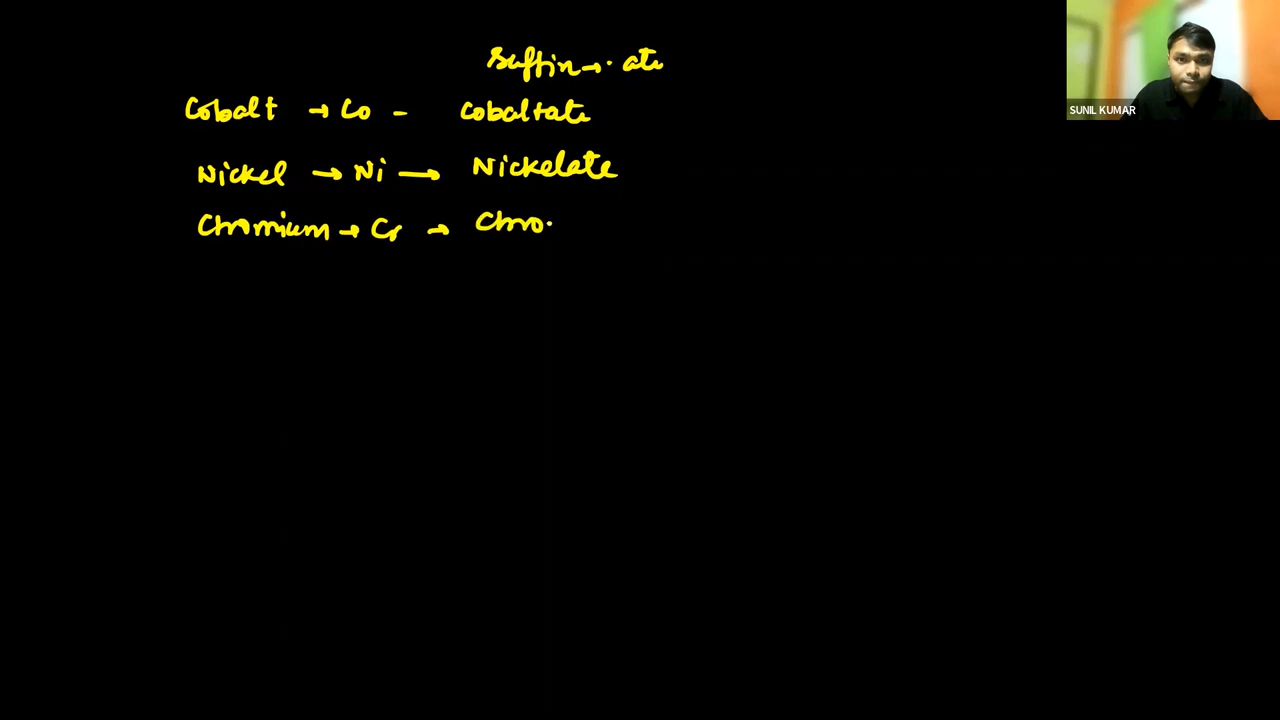 Suffix → ate
Cobalt → Co - Cobaltate
Nickel → Ni → Nickelate
Chromium → Cr → Chro
SUNIL KUMAR